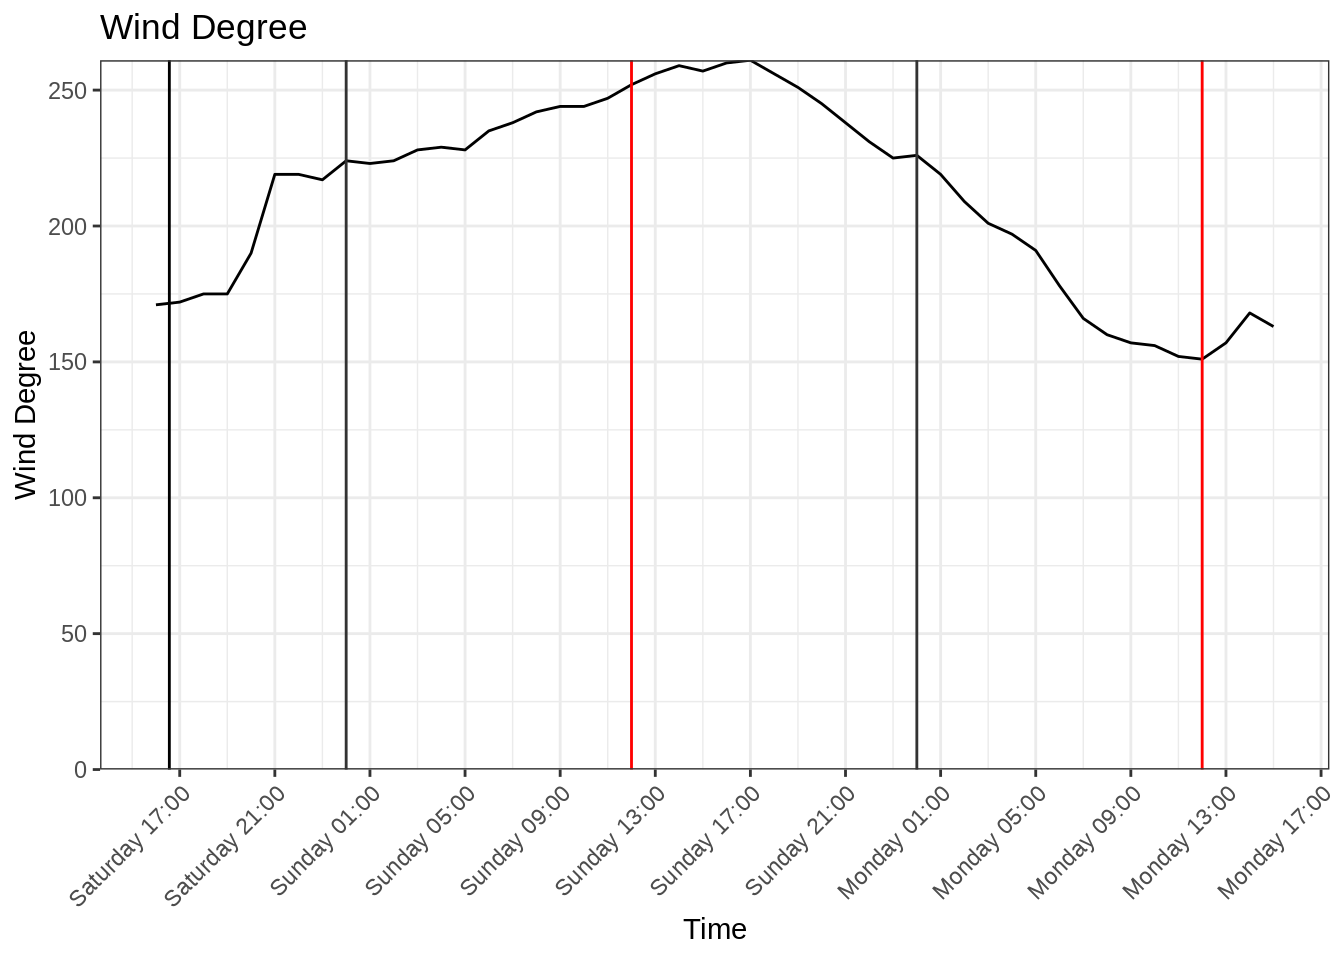 Wind Degree
Wind Degree
250
200
150
100
50
0
Saturday 17:00
Saturday 21:00
Sunday 01:00
Sunday 05:00
Sunday 09:00
Sunday 13:00
Sunday 17:00
Sunday 21:00
Monday 01:00
Monday 05:00
Monday 09:00
Monday 13:00
Monday 17:00
Time